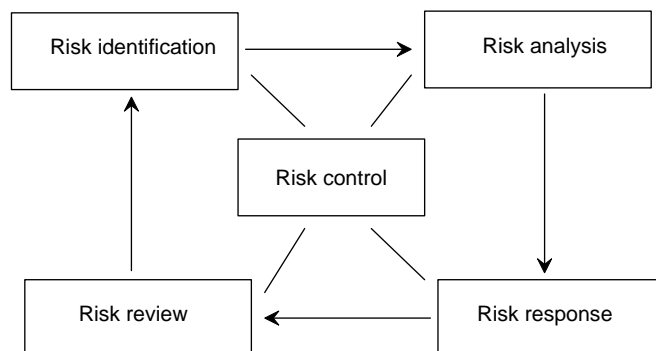 Risk identification
Risk analysis
Risk control
Risk review
Risk response